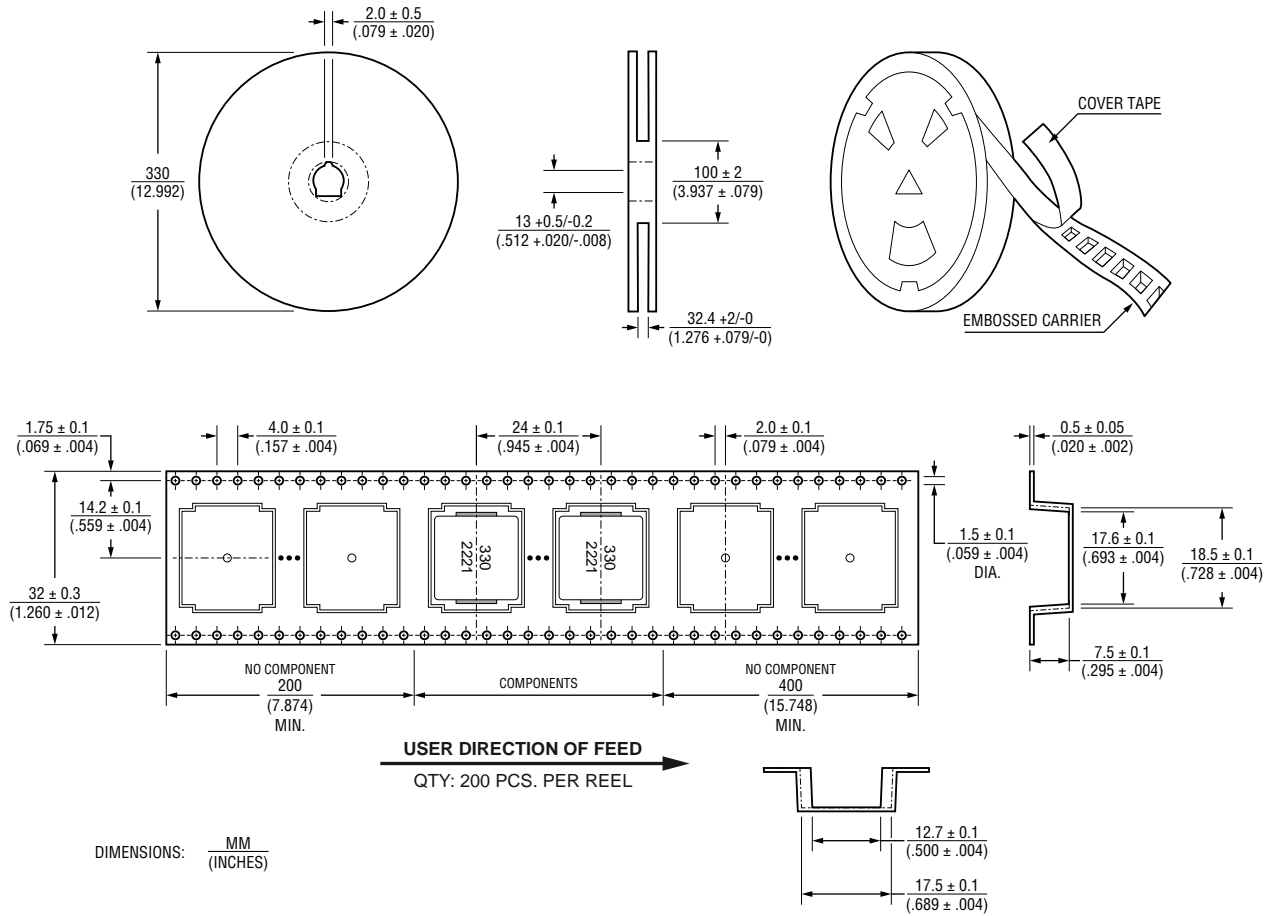 2.0 ± 0.5
(.079 ± .020)
330
(12.992)
100 ± 2
(3.937 ± .079)
13 +0.5/-0.2
(.512 +.020/-.008)
32.4 +2/-0
(1.276 +.079/-0)
COVER TAPE
EMBOSSED CARRIER
1.75 ± 0.1
(.069 ± .004)
4.0 ± 0.1
(.157 ± .004)
24 ± 0.1
(.945 ± .004)
2.0 ± 0.1
(.079 ± .004)
0.5 ± 0.05
(.020 ± .002)
14.2 ± 0.1
(.559 ± .004)
32 ± 0.3
(1.260 ± .012)
330
2221
330
2221
1.5 ± 0.1
(.059 ± .004)
DIA.
17.6 ± 0.1
(.693 ± .004)
18.5 ± 0.1
(.728 ± .004)
7.5 ± 0.1
(.295 ± .004)
NO COMPONENT
200
(7.874)
MIN.
COMPONENTS
NO COMPONENT
400
(15.748)
MIN.
USER DIRECTION OF FEED
QTY: 200 PCS. PER REEL
12.7 ± 0.1
(.500 ± .004)
17.5 ± 0.1
(.689 ± .004)
DIMENSIONS: MM
(INCHES)